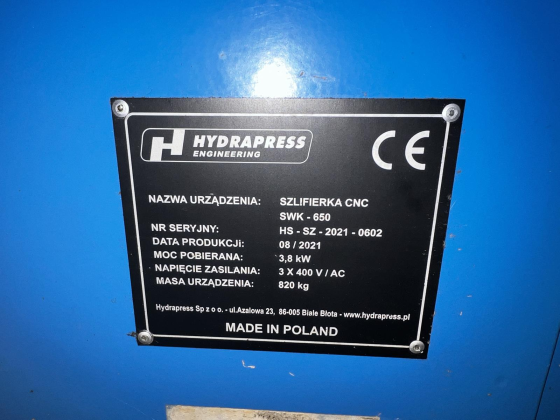 HYDRAPRESS
ENGINEERING
CE
NAZWA URZĄDZENIA: SZLIFIERKA CNC
SWK - 650
NR SERYJNY: HS - SZ - 2021 - 0602
DATA PRODUKCJI: 08 / 2021
MOC POBIERANA: 3,8 kW
NAPIĘCIE ZASILANIA: 3 X 400 V / AC
MASA URZĄDZENIA: 820 kg
Hydrapress Sp z o o. - ul.Azalowa 23, 86-005 Białe Błota - www.hydrapress.pl
MADE IN POLAND